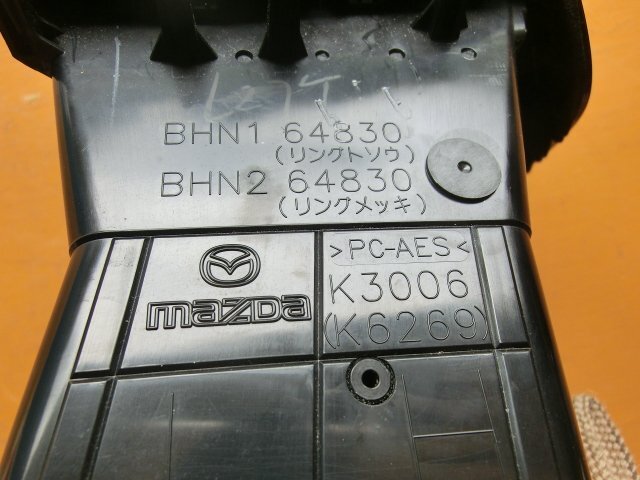 BHN1 64830
(リングトソウ)
BHN2 64830
(リングメッキ)
mazda
>PC-AES<
K3006
(K6269)